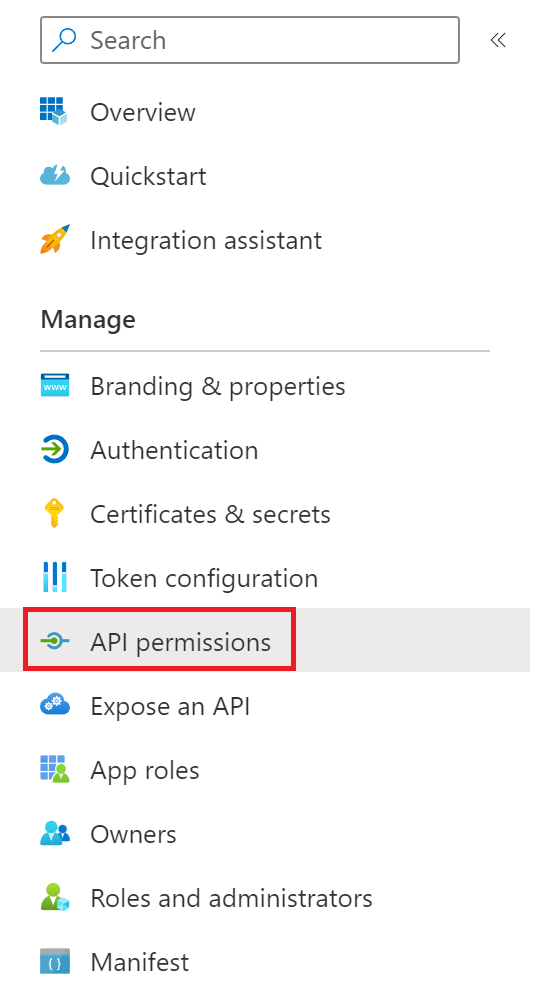 Search
Overview
Quickstart
Integration assistant
Manage
www
Branding & properties
Authentication
Certificates & secrets
Token configuration
API permissions
Expose an API
App roles
Owners
Roles and administrators
Manifest